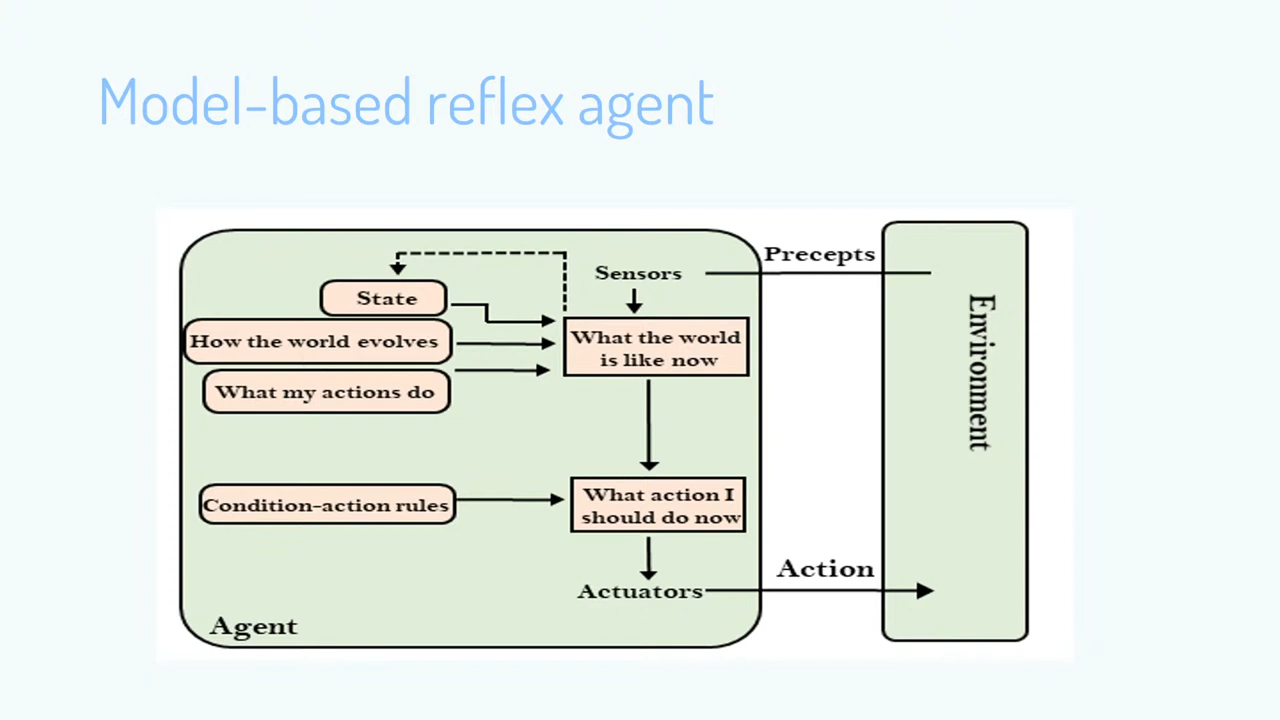 Model-based reflex agent
Precepts
Sensors
State
How the world evolves
What my actions do
What the world
is like now
Environment
Condition-action rules
What action I
should do now
Action
Actuators
Agent